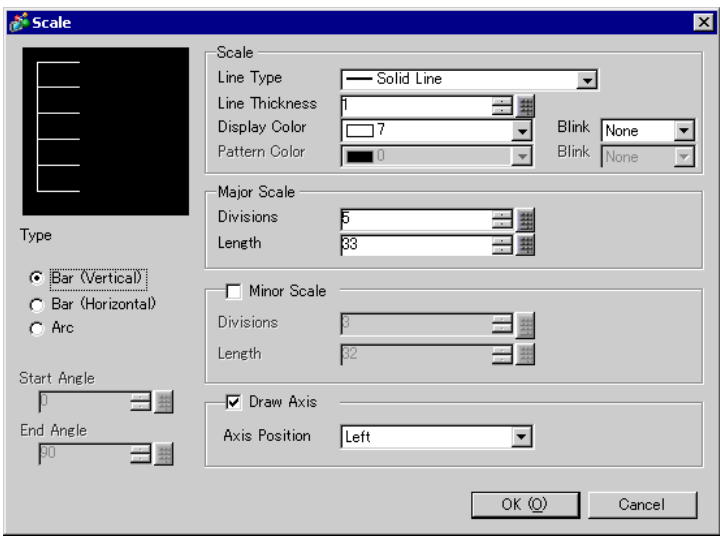 Scale
Scale
Line Type
Solid Line
Line Thickness
1
Display Color
7
Blink
None
Pattern Color
0
Blink
None
Major Scale
Divisions
5
Length
33
Type
Bar (Vertical)
Bar (Horizontal)
Arc
Minor Scale
Divisions
3
Length
32
Start Angle
0
End Angle
90
Draw Axis
Axis Position
Left
OK (O)
Cancel